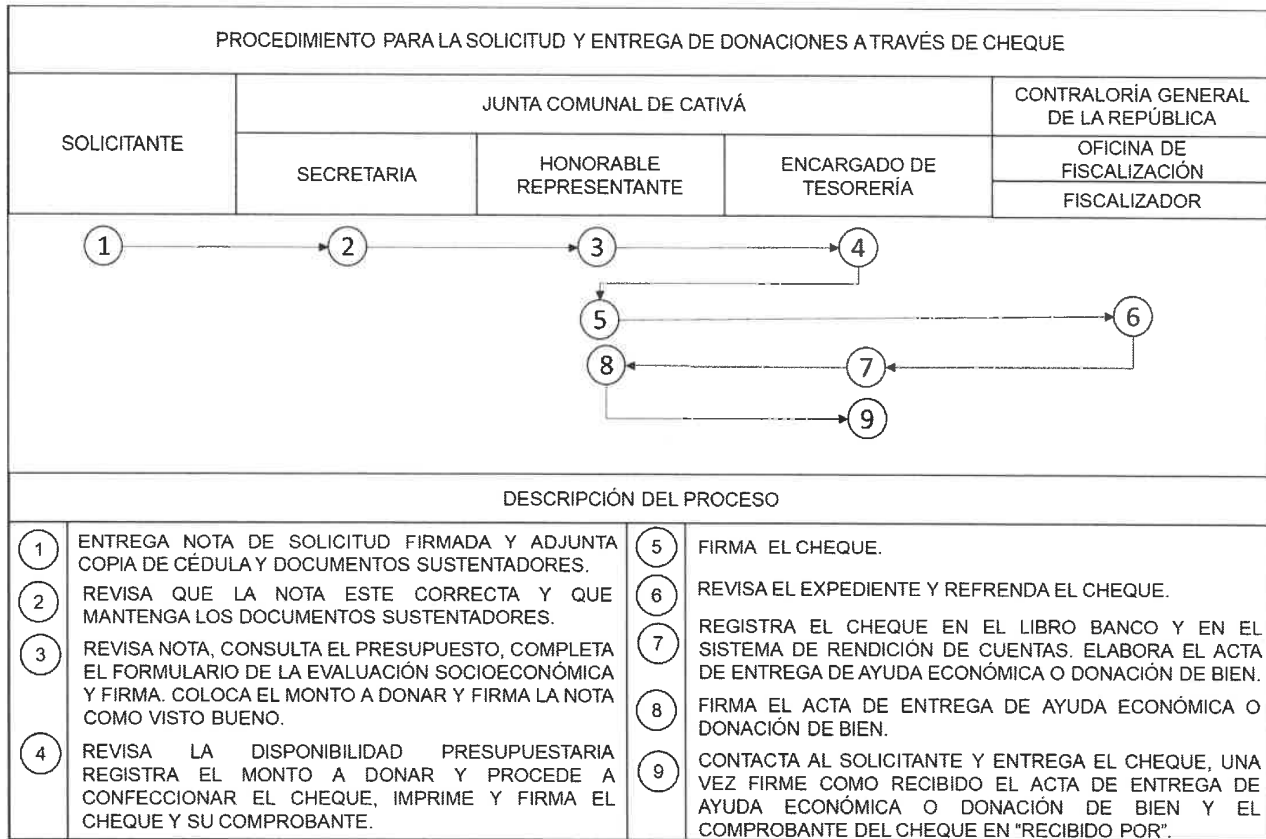 PROCEDIMIENTO PARA LA SOLICITUD Y ENTREGA DE DONACIONES A TRAVÉS DE CHEQUE
SOLICITANTE
JUNTA COMUNAL DE CATIVÁ
CONTRALORÍA GENERAL
DE LA REPÚBLICA
SECRETARIA
HONORABLE
REPRESENTANTE
ENCARGADO DE
TESORERÍA
OFICINA DE
FISCALIZACIÓN
FISCALIZADOR
1
2
3
4
5
6
8
7
9
DESCRIPCIÓN DEL PROCESO
1
ENTREGA NOTA DE SOLICITUD FIRMADA Y ADJUNTA
COPIA DE CÉDULA Y DOCUMENTOS SUSTENTADORES.
2
REVISA QUE LA NOTA ESTE CORRECTA Y QUE
MANTENGA LOS DOCUMENTOS SUSTENTADORES.
3
REVISA NOTA, CONSULTA EL PRESUPUESTO, COMPLETA
EL FORMULARIO DE LA EVALUACIÓN SOCIOECONÓMICA
Y FIRMA. COLOCA EL MONTO A DONAR Y FIRMA LA NOTA
COMO VISTO BUENO.
4
REVISA LA DISPONIBILIDAD PRESUPUESTARIA
REGISTRA EL MONTO A DONAR Y PROCEDE A
CONFECCIONAR EL CHEQUE, IMPRIME Y FIRMA EL
CHEQUE Y SU COMPROBANTE.
5
FIRMA EL CHEQUE.
6
REVISA EL EXPEDIENTE Y REFRENDA EL CHEQUE.
7
REGISTRA EL CHEQUE EN EL LIBRO BANCO Y EN EL
SISTEMA DE RENDICIÓN DE CUENTAS. ELABORA EL ACTA
DE ENTREGA DE AYUDA ECONÓMICA O DONACIÓN DE BIEN.
8
FIRMA EL ACTA DE ENTREGA DE AYUDA ECONÓMICA O
DONACIÓN DE BIEN.
9
CONTACTA AL SOLICITANTE Y ENTREGA EL CHEQUE, UNA
VEZ FIRME COMO RECIBIDO EL ACTA DE ENTREGA DE
AYUDA ECONÓMICA O DONACIÓN DE BIEN Y EL
COMPROBANTE DEL CHEQUE EN "RECIBIDO POR".